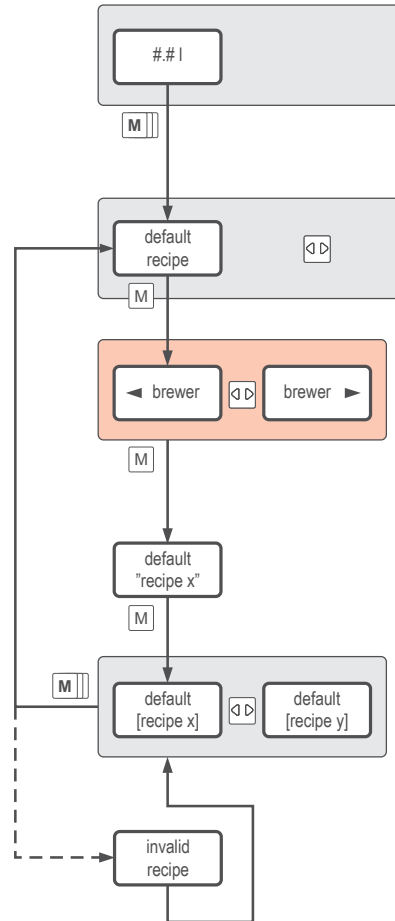 #.# l
M
default
recipe
M
◄ brewer
brewer ►
M
default
”recipe x”
M
M
default
[recipe x]
default
[recipe y]
invalid
recipe